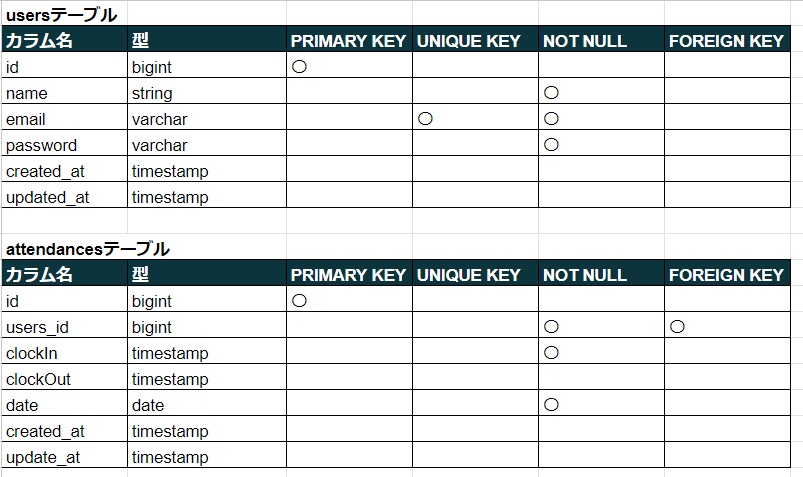 usersテーブル
カラム名 型 PRIMARY KEY UNIQUE KEY NOT NULL FOREIGN KEY
id bigint ○
name string ○
email varchar ○ ○
password varchar ○
created_at timestamp
updated_at timestamp
attendancesテーブル
カラム名 型 PRIMARY KEY UNIQUE KEY NOT NULL FOREIGN KEY
id bigint ○
users_id bigint ○ ○
clockIn timestamp ○
clockOut timestamp
date date ○
created_at timestamp
update_at timestamp